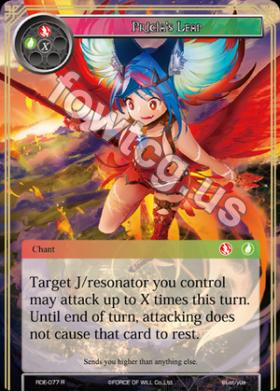 Pricia's Leap
fowtcg.us
Chant
Target J/resonator you control
may attack up to X times this turn.
Until end of turn, attacking does
not cause that card to rest.
Sends you higher than anything else.
RDE-077 R
©FORCE OF WILL Co.,Ltd.